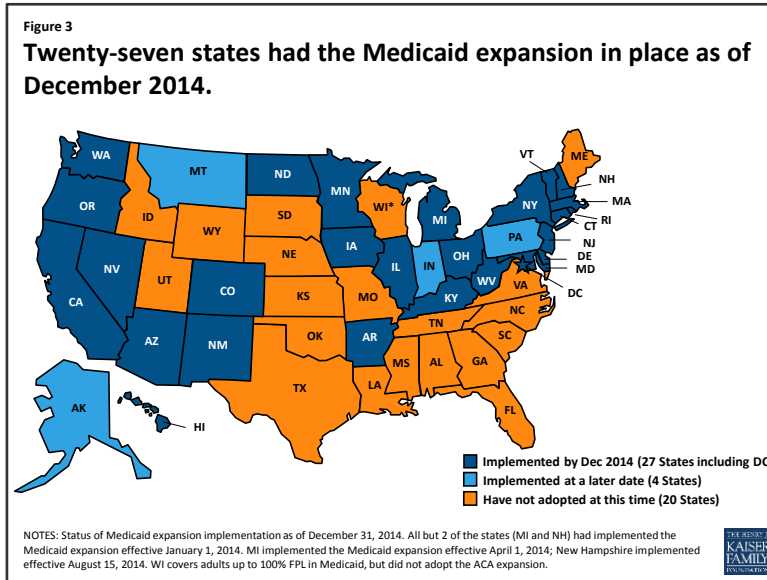 Figure 3
Twenty-seven states had the Medicaid expansion in place as of
December 2014.
WA
OR
CA
NV
ID
MT
WY
UT
AZ
CO
NM
ND
SD
NE
KS
OK
TX
MN
IA
MO
AR
LA
WI*
IL
MI
IN
OH
KY
TN
MS
AL
GA
FL
SC
NC
VA
WV
PA
NY
VT
ME
NH
MA
RI
CT
NJ
DE
MD
DC
AK
HI
Implemented by Dec 2014 (27 States including DC
Implemented at a later date (4 States)
Have not adopted at this time (20 States)
NOTES: Status of Medicaid expansion implementation as of December 31, 2014. All but 2 of the states (MI and NH) had implemented the
Medicaid expansion effective January 1, 2014. MI implemented the Medicaid expansion effective April 1, 2014; New Hampshire implemented
effective August 15, 2014. WI covers adults up to 100% FPL in Medicaid, but did not adopt the ACA expansion.
THE HENRY J.
KAISER
FAMILY
FOUNDATION